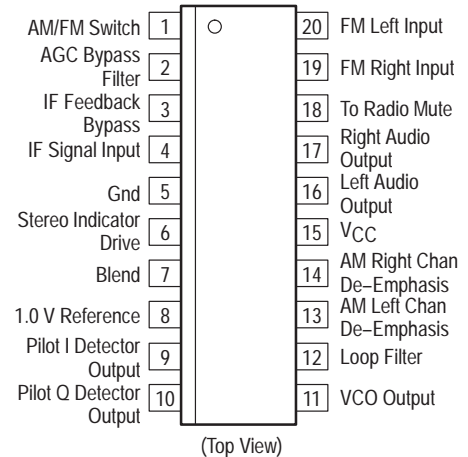 AM/FM Switch 1 20 FM Left Input
AGC Bypass
Filter 2 19 FM Right Input
IF Feedback
Bypass 3 18 To Radio Mute
IF Signal Input 4 17 Right Audio
Output
Gnd 5 16 Left Audio
Output
Stereo Indicator
Drive 6 15 VCC
Blend 7 14 AM Right Chan
De–Emphasis
1.0 V Reference 8 13 AM Left Chan
De–Emphasis
Pilot I Detector
Output 9 12 Loop Filter
Pilot Q Detector
Output 10 11 VCO Output
(Top View)